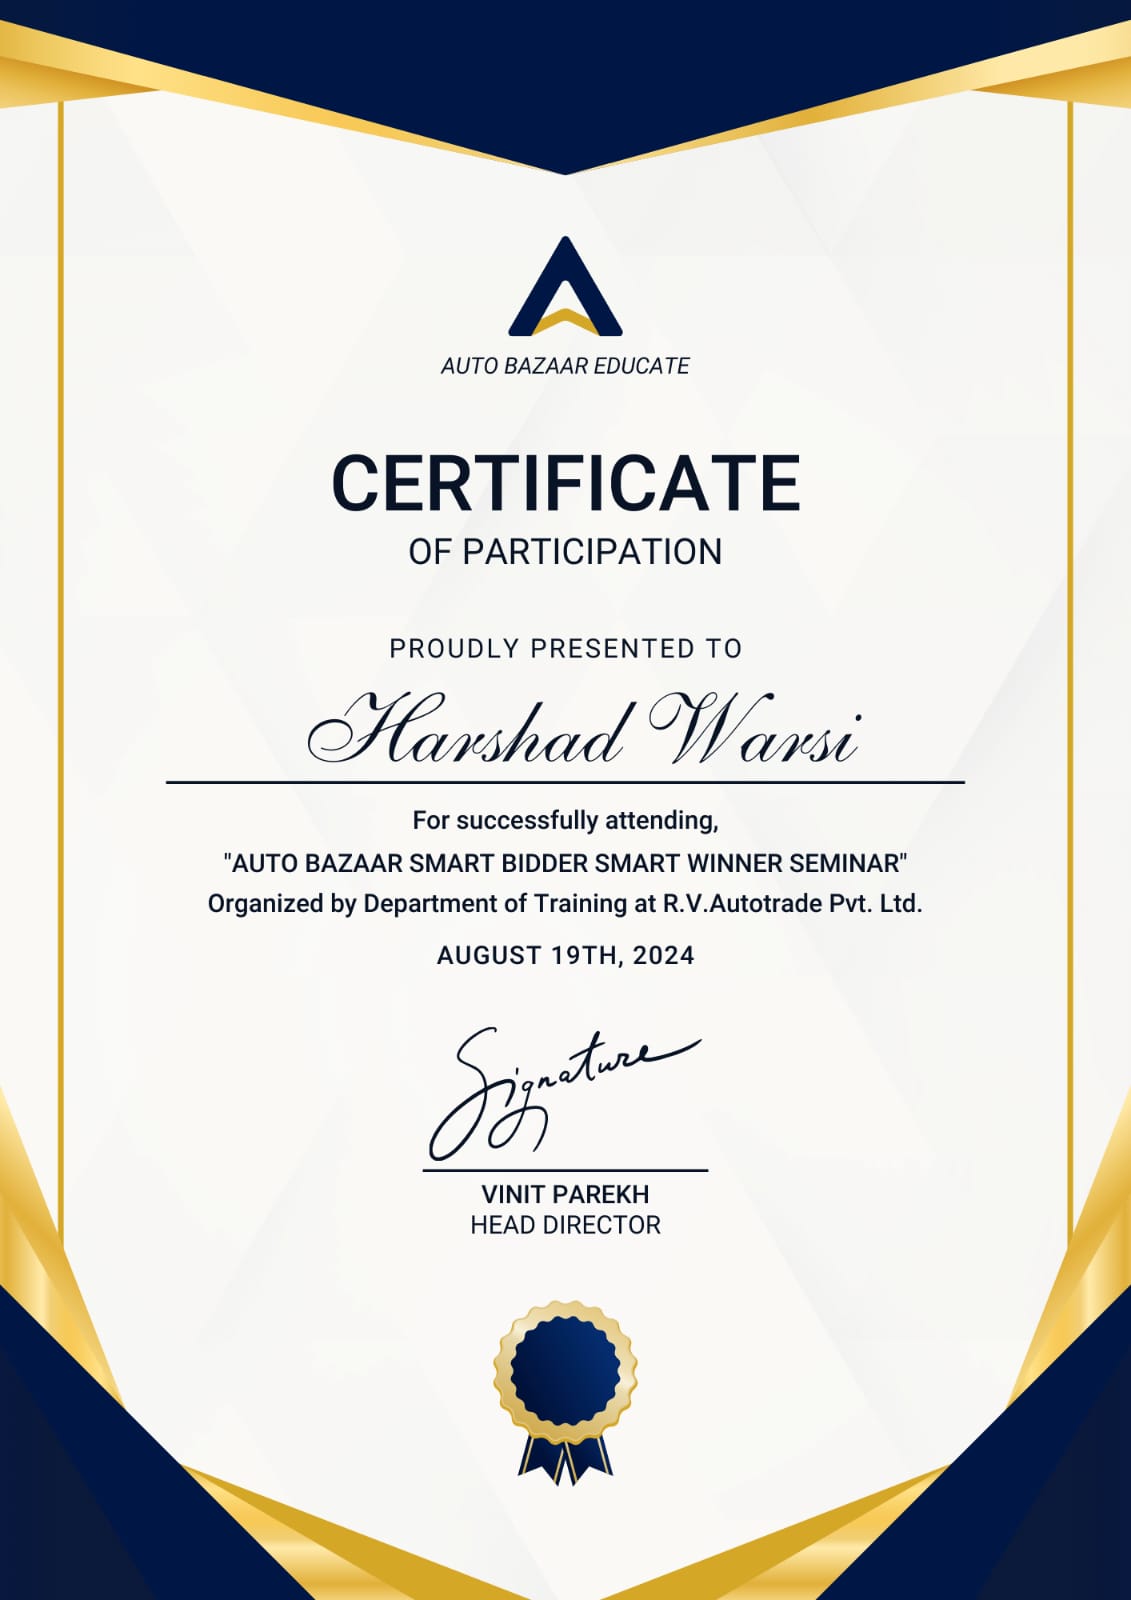 AUTO BAZAAR EDUCATE
CERTIFICATE
OF PARTICIPATION
PROUDLY PRESENTED TO
Harshad Warsi
For successfully attending,
"AUTO BAZAAR SMART BIDDER SMART WINNER SEMINAR"
Organized by Department of Training at R.V.Autotrade Pvt. Ltd.
AUGUST 19TH, 2024
Signature
VINIT PAREKH
HEAD DIRECTOR